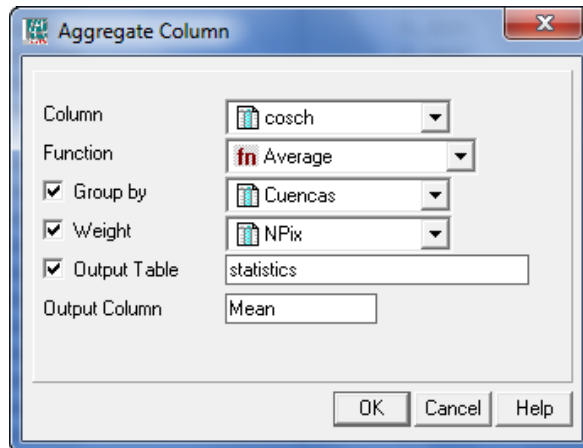 Aggregate Column
Column cosch
Function fn Average
Group by Cuencas
Weight NPix
Output Table statistics
Output Column Mean
OK Cancel Help